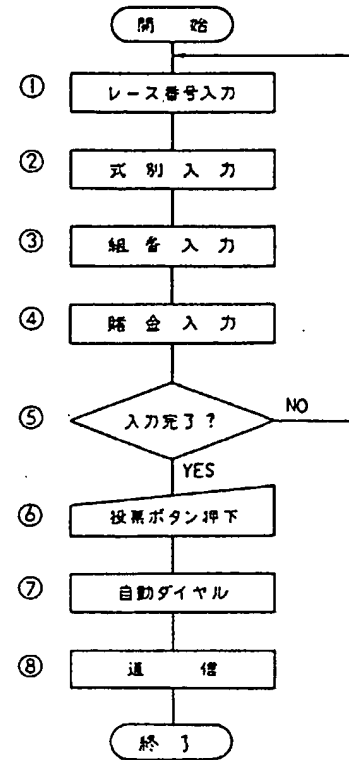 開 始
① レース番号入力
② 式別入力
③ 組番入力
④ 賭金入力
⑤ 入力完了？ NO
YES
⑥ 投票ボタン押下
⑦ 自動ダイヤル
⑧ 通 信
終 了